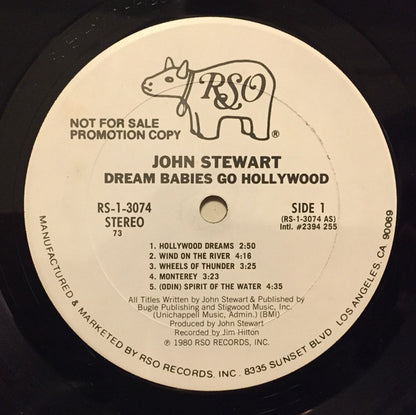 RSO
®
NOT FOR SALE
PROMOTION COPY
JOHN STEWART
DREAM BABIES GO HOLLYWOOD
RS-1-3074
STEREO
73
SIDE 1
(RS-1-3074 AS)
Intl. #2394 255
1. HOLLYWOOD DREAMS 2:50
2. WIND ON THE RIVER 4:16
3. WHEELS OF THUNDER 3:25
4. MONTEREY 3:23
5. (ODIN) SPIRIT OF THE WATER 4:35
All Titles Written by John Stewart & Published by
Bugle Publishing and Stigwood Music, Inc.
(Unichappell Music, Admin.) (BMI)
Produced by John Stewart
Recorded by Jim Hilton
℗ 1980 RSO RECORDS, INC.
MANUFACTURED & MARKETED BY RSO RECORDS INC. 8335 SUNSET BLVD. LOS ANGELES, CA. 90069